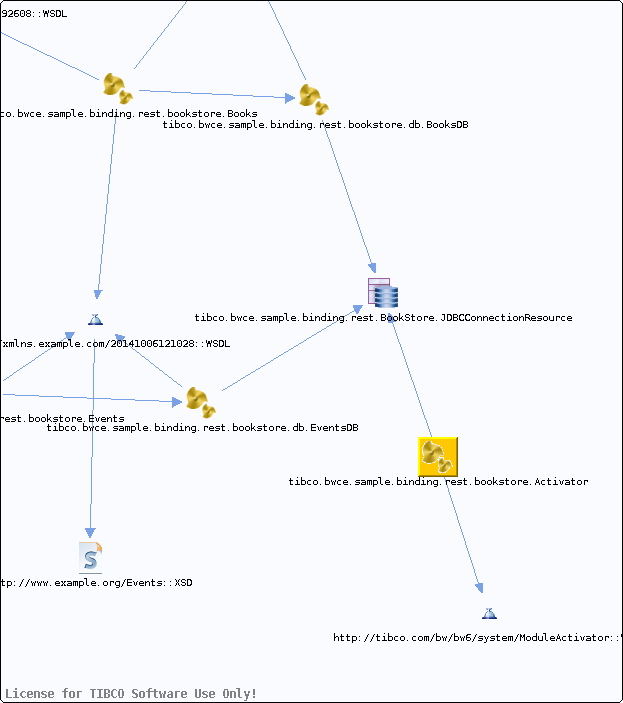 92608::WSDL
co.bwce.sample.binding.rest.bookstore.Books
tibco.bwce.sample.binding.rest.bookstore.db.BooksDB
tibco.bwce.sample.binding.rest.BookStore.JDBCConnectionResource
/xmlns.example.com/20141006121028::WSDL
rest.bookstore.Events
tibco.bwce.sample.binding.rest.bookstore.db.EventsDB
tibco.bwce.sample.binding.rest.bookstore.Activator
tp://www.example.org/Events::XSD
http://tibco.com/bw/bw6/system/ModuleActivator::
License for TIBCO Software Use Only!